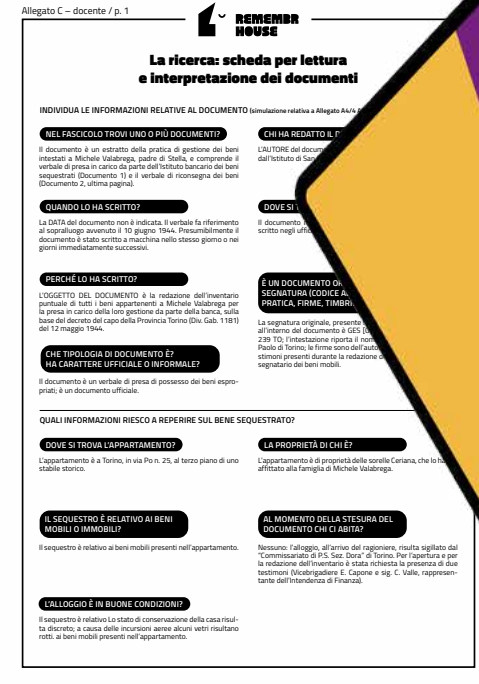 Allegato C – docente / p. 1
REMEMBR
HOUSE
La ricerca: scheda per lettura
e interpretazione dei documenti
INDIVIDUA LE INFORMAZIONI RELATIVE AL DOCUMENTO (simulazione relativa a Allegato A4/4
NEL FASCICOLO TROVI UNO O PIÙ DOCUMENTI?
Il documento è un estratto della pratica di gestione dei beni
intestati a Michele Valabrega, padre di Stella, e comprende il
verbale di presa in carico da parte dell'Istituto bancario dei beni
sequestrati (Documento 1) e il verbale di riconsegna dei beni
(Documento 2, ultima pagina).
CHI HA REDATTO IL
L'AUTORE del
dall'Istituto di
QUANDO LO HA SCRITTO?
La DATA del documento non è indicata. Il verbale fa riferimento
al sopralluogo avvenuto il 10 giugno 1944. Presumibilmente il
documento è stato scritto a macchina nello stesso giorno o nei
giorni immediatamente successivi.
DOVE SI
Il documento
scritto negli
PERCHÉ LO HA SCRITTO?
L'OGGETTO DEL DOCUMENTO è la redazione dell'inventario
puntuale di tutti i beni appartenenti a Michele Valabrega per
la presa in carico della loro gestione da parte della banca, sulla
base del decreto del capo della Provincia Torino (Div. Gab. 1181)
del 12 maggio 1944.
È UN DOCUMENTO
SEGNATURA (CODICE
PRATICA, FIRME,
La segnatura originale, presente
all'interno del documento è GES
239 TO; l'intestazione riporta il
Paolo di Torino; le firme sono
stimoni presenti durante la redazione
segnatario dei beni mobili.
CHE TIPOLOGIA DI DOCUMENTO È?
HA CARATTERE UFFICIALE O INFORMALE?
Il documento è un verbale di presa di possesso dei beni espro-
priati; è un documento ufficiale.
QUALI INFORMAZIONI RIESCO A REPERIRE SUL BENE SEQUESTRATO?
DOVE SI TROVA L'APPARTAMENTO?
L'appartamento è a Torino, in via Po n. 25, al terzo piano di uno
stabile storico.
LA PROPRIETÀ DI CHI È?
L'appartamento è di proprietà delle sorelle Ceriana, che lo
affittato alla famiglia di Michele Valabrega.
IL SEQUESTRO È RELATIVO AI BENI
MOBILI O IMMOBILI?
Il sequestro è relativo ai beni mobili presenti nell'appartamento.
AL MOMENTO DELLA STESURA DEL
DOCUMENTO CHI CI ABITA?
Nessuno: l'alloggio, all'arrivo del ragioniere, risulta sigillato dal
"Commissariato di P.S. Sez. Dora" di Torino. Per l'apertura e per
la redazione dell'inventario è stata richiesta la presenza di due
testimoni (Vicebrigadiere E. Capone e sig. C. Valle, rappresen-
tante dell'Intendenza di Finanza).
L'ALLOGGIO È IN BUONE CONDIZIONI?
Il sequestro è relativo Lo stato di conservazione della casa risul-
ta discreto; a causa delle incursioni aeree alcuni vetri risultano
rotti. ai beni mobili presenti nell'appartamento.